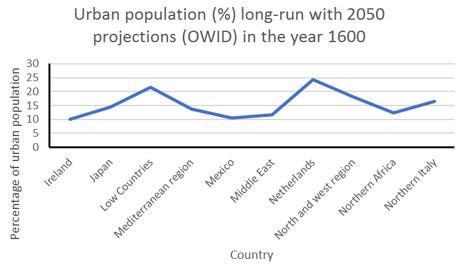 Urban population (%) long-run with 2050
projections (OWID) in the year 1600
Percentage of urban population
30
25
20
15
10
5
0
Ireland
Japan
Low Countries
Mediterranean region
Mexico
Middle East
Netherlands
North and west region
Northern Africa
Northern Italy
Country